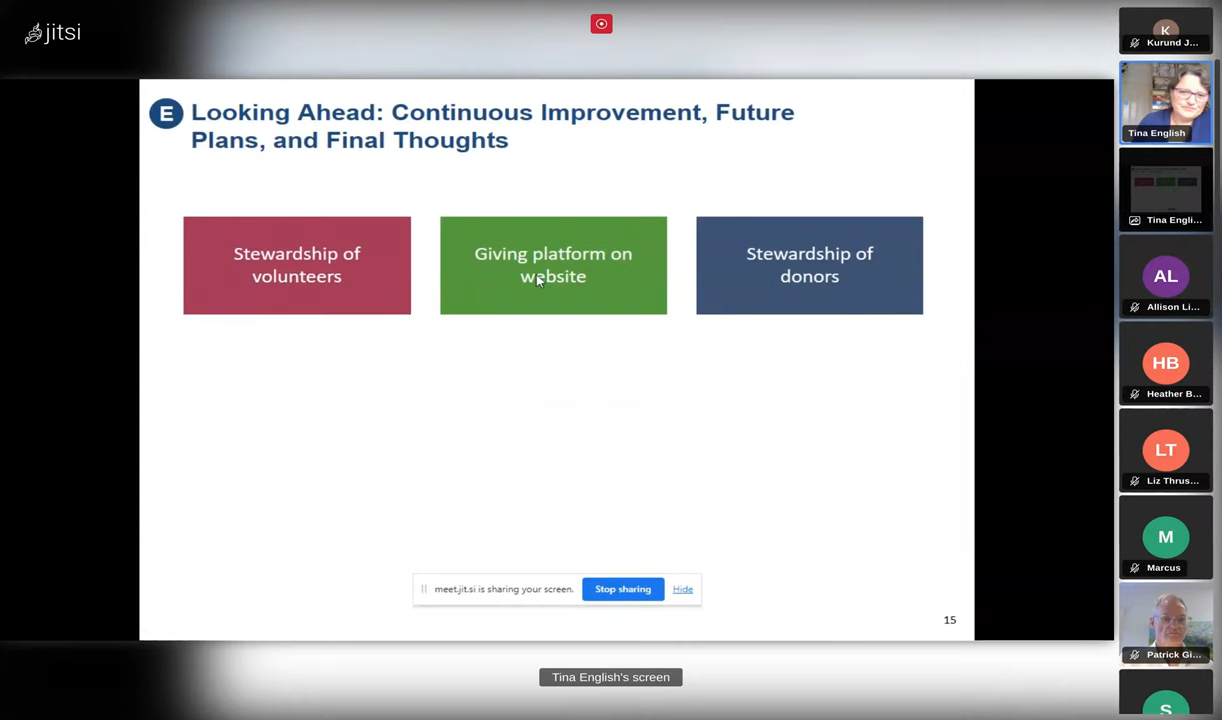 jitsi
E Looking Ahead: Continuous Improvement, Future
Plans, and Final Thoughts
Stewardship of
volunteers
Giving platform on
website
Stewardship of
donors
meet.jit.si is sharing your screen. Stop sharing Hide
15
Tina English's screen
K
Kurund J...
Tina English
Tina Engli...
AL
Allison Li...
HB
Heather B...
LT
Liz Thrus...
M
Marcus
Patrick Gi...
S